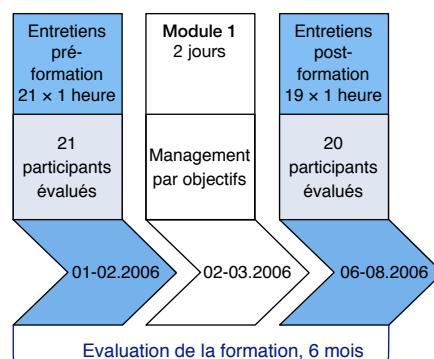 Entretiens
pré-
formation
21 × 1 heure
21
participants
évalués
01-02.2006
Module 1
2 jours
Management
par objectifs
02-03.2006
Entretiens
post-
formation
19 × 1 heure
20
participants
évalués
06-08.2006
Evaluation de la formation, 6 mois